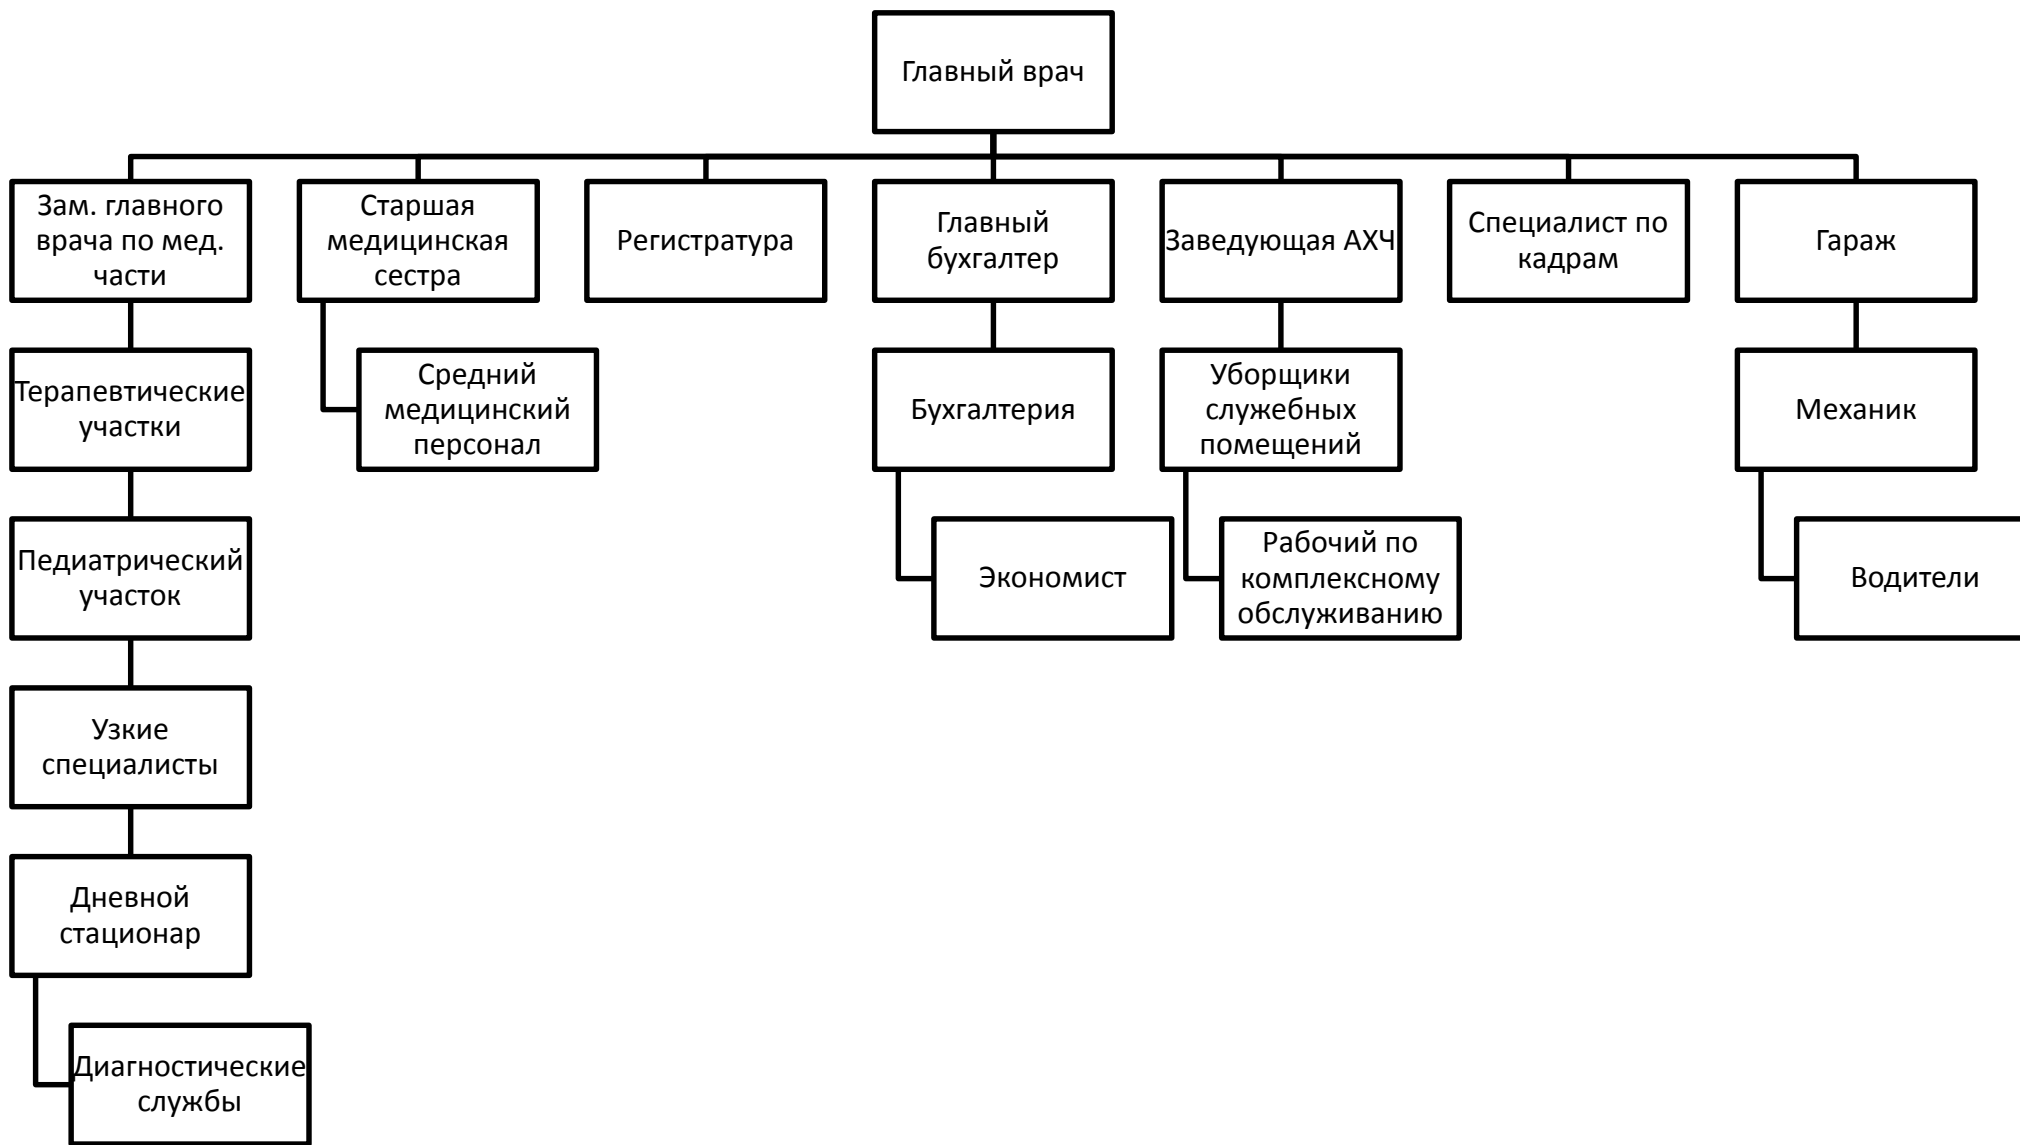 Главный врач
Зам. главного
врача по мед.
части
Старшая
медицинская
сестра
Регистратура
Главный
бухгалтер
Заведующая АХЧ
Специалист по
кадрам
Гараж
Терапевтические
участки
Средний
медицинский
персонал
Бухгалтерия
Уборщики
служебных
помещений
Механик
Педиатрический
участок
Экономист
Рабочий по
комплексному
обслуживанию
Водители
Узкие
специалисты
Дневной
стационар
Диагностические
службы